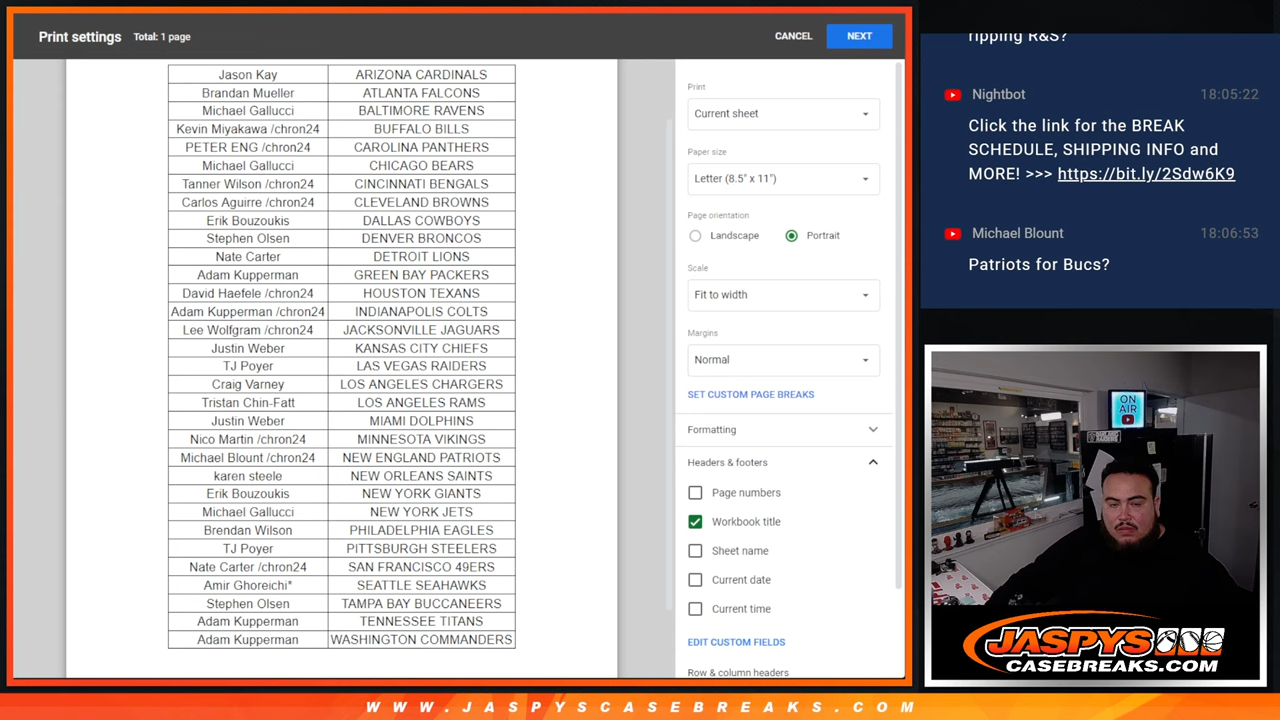 Print settings Total: 1 page CANCEL NEXT
Jason Kay ARIZONA CARDINALS
Brandan Mueller ATLANTA FALCONS
Michael Gallucci BALTIMORE RAVENS
Kevin Miyakawa /chron24 BUFFALO BILLS
PETER ENG /chron24 CAROLINA PANTHERS
Michael Gallucci CHICAGO BEARS
Tanner Wilson /chron24 CINCINNATI BENGALS
Carlos Aguirre /chron24 CLEVELAND BROWNS
Erik Bouzoukis DALLAS COWBOYS
Stephen Olsen DENVER BRONCOS
Nate Carter DETROIT LIONS
Adam Kupperman GREEN BAY PACKERS
David Haefele /chron24 HOUSTON TEXANS
Adam Kupperman /chron24 INDIANAPOLIS COLTS
Lee Wolfgram /chron24 JACKSONVILLE JAGUARS
Justin Weber KANSAS CITY CHIEFS
TJ Poyer LAS VEGAS RAIDERS
Craig Varney LOS ANGELES CHARGERS
Tristan Chin-Fatt LOS ANGELES RAMS
Justin Weber MIAMI DOLPHINS
Nico Martin /chron24 MINNESOTA VIKINGS
Michael Blount /chron24 NEW ENGLAND PATRIOTS
karen steele NEW ORLEANS SAINTS
Erik Bouzoukis NEW YORK GIANTS
Michael Gallucci NEW YORK JETS
Brendan Wilson PHILADELPHIA EAGLES
TJ Poyer PITTSBURGH STEELERS
Nate Carter /chron24 SAN FRANCISCO 49ERS
Amir Ghoreichi* SEATTLE SEAHAWKS
Stephen Olsen TAMPA BAY BUCCANEERS
Adam Kupperman TENNESSEE TITANS
Adam Kupperman WASHINGTON COMMANDERS
Print
Current sheet
Paper size
Letter (8.5" x 11")
Page orientation
Landscape Portrait
Scale
Fit to width
Margins
Normal
SET CUSTOM PAGE BREAKS
Formatting
Headers & footers
Page numbers
Workbook title
Sheet name
Current date
Current time
EDIT CUSTOM FIELDS
Row & column headers
ripping R&S?
Nightbot 18:05:22
Click the link for the BREAK
SCHEDULE, SHIPPING INFO and
MORE! >>> https://bit.ly/2Sdw6K9
Michael Blount 18:06:53
Patriots for Bucs?
ON
AIR
JASPYS
CASEBREAKS.COM
WWW.JASPYSCASEBREAKS.COM